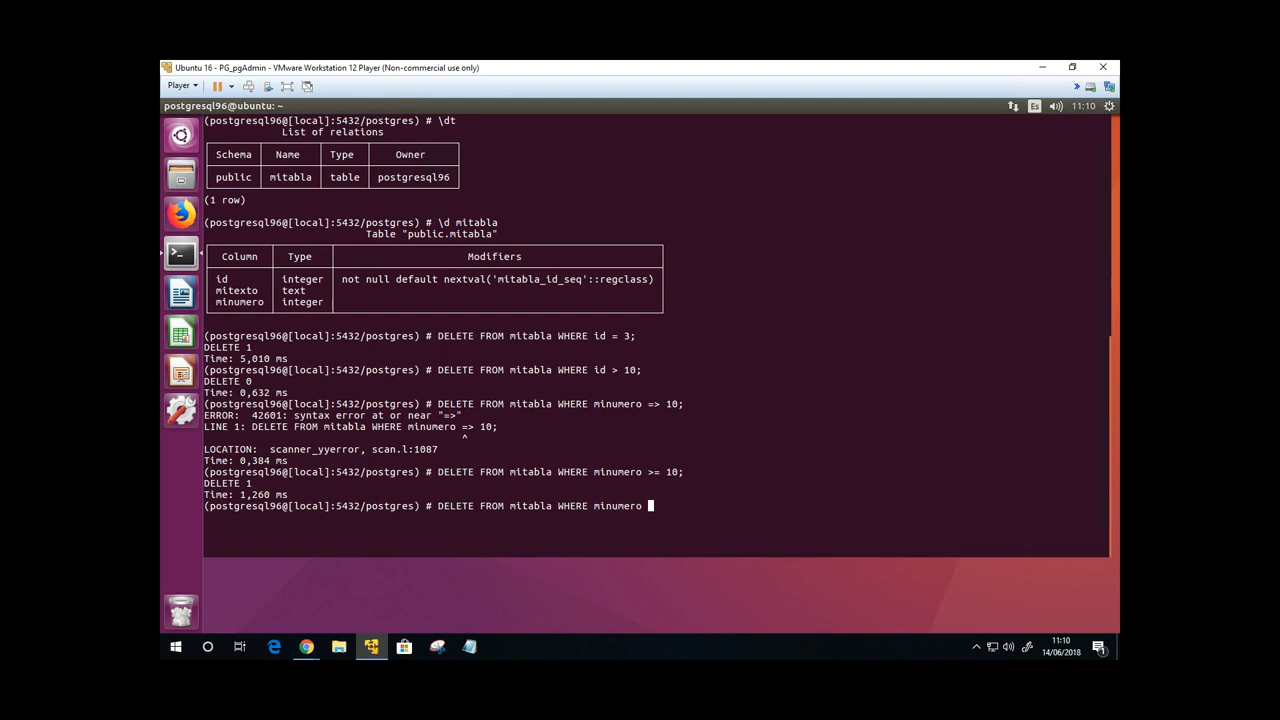 Ubuntu 16 - PG_pgAdmin - VMware Workstation 12 Player (Non-commercial use only)
Player
postgresql96@ubuntu: ~
Es
11:10
(postgresql96@[local]:5432/postgres) # \dt
List of relations
Schema Name Type Owner
public mitabla table postgresql96
(1 row)
(postgresql96@[local]:5432/postgres) # \d mitabla
Table "public.mitabla"
Column Type Modifiers
id integer not null default nextval('mitabla_id_seq'::regclass)
mitexto text
minumero integer
(postgresql96@[local]:5432/postgres) # DELETE FROM mitabla WHERE id = 3;
DELETE 1
Time: 5,010 ms
(postgresql96@[local]:5432/postgres) # DELETE FROM mitabla WHERE id > 10;
DELETE 0
Time: 0,632 ms
(postgresql96@[local]:5432/postgres) # DELETE FROM mitabla WHERE minumero => 10;
ERROR:  42601: syntax error at or near "=>"
LINE 1: DELETE FROM mitabla WHERE minumero => 10;
^
LOCATION:  scanner_yyerror, scan.l:1087
Time: 0,384 ms
(postgresql96@[local]:5432/postgres) # DELETE FROM mitabla WHERE minumero >= 10;
DELETE 1
Time: 1,260 ms
(postgresql96@[local]:5432/postgres) # DELETE FROM mitabla WHERE minumero
11:10
14/06/2018